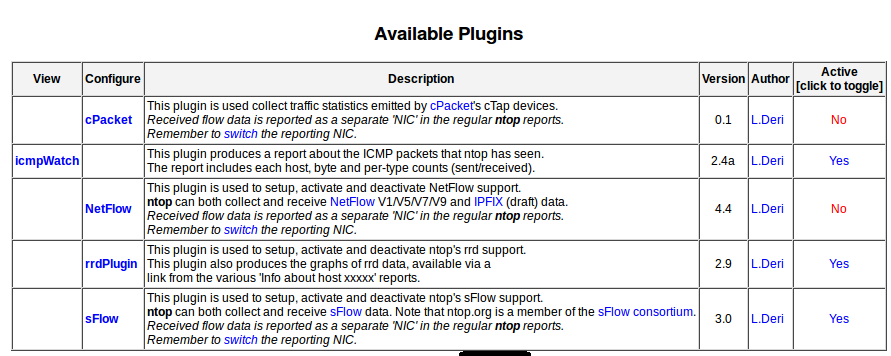 Available Plugins
View Configure Description Version Author Active
[click to toggle]
cPacket This plugin is used collect traffic statistics emitted by cPacket's cTap devices.
Received flow data is reported as a separate 'NIC' in the regular ntop reports.
Remember to switch the reporting NIC. 0.1 L.Deri No
icmpWatch This plugin produces a report about the ICMP packets that ntop has seen.
The report includes each host, byte and per-type counts (sent/received). 2.4a L.Deri Yes
NetFlow This plugin is used to setup, activate and deactivate NetFlow support.
ntop can both collect and receive NetFlow V1/V5/V7/V9 and IPFIX (draft) data.
Received flow data is reported as a separate 'NIC' in the regular ntop reports.
Remember to switch the reporting NIC. 4.4 L.Deri No
rrdPlugin This plugin is used to setup, activate and deactivate ntop's rrd support.
This plugin also produces the graphs of rrd data, available via a
link from the various 'Info about host xxxxx' reports. 2.9 L.Deri Yes
sFlow This plugin is used to setup, activate and deactivate ntop's sFlow support.
ntop can both collect and receive sFlow data. Note that ntop.org is a member of the sFlow consortium.
Received flow data is reported as a separate 'NIC' in the regular ntop reports.
Remember to switch the reporting NIC. 3.0 L.Deri Yes